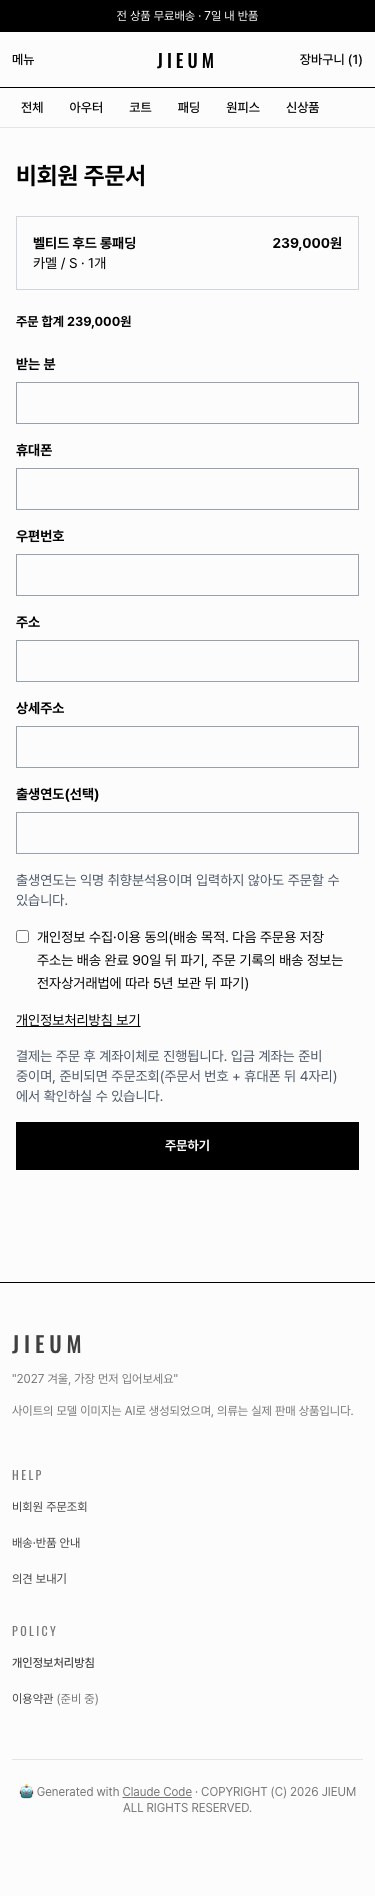 전 상품 무료배송 · 7일 내 반품
메뉴
JIEUM
장바구니 (1)
전체 아우터 코트 패딩 원피스 신상품
비회원 주문서
벨티드 후드 롱패딩 239,000원
카멜 / S · 1개
주문 합계 239,000원
받는 분
휴대폰
우편번호
주소
상세주소
출생연도(선택)
출생연도는 익명 취향분석용이며 입력하지 않아도 주문할 수
있습니다.
개인정보 수집·이용 동의(배송 목적. 다음 주문용 저장
주소는 배송 완료 90일 뒤 파기, 주문 기록의 배송 정보는
전자상거래법에 따라 5년 보관 뒤 파기)
개인정보처리방침 보기
결제는 주문 후 계좌이체로 진행됩니다. 입금 계좌는 준비
중이며, 준비되면 주문조회(주문서 번호 + 휴대폰 뒤 4자리)
에서 확인하실 수 있습니다.
주문하기
JIEUM
"2027 겨울, 가장 먼저 입어보세요"
사이트의 모델 이미지는 AI로 생성되었으며, 의류는 실제 판매 상품입니다.
HELP
비회원 주문조회
배송·반품 안내
의견 보내기
POLICY
개인정보처리방침
이용약관 (준비 중)
🤖 Generated with Claude Code · COPYRIGHT (C) 2026 JIEUM
ALL RIGHTS RESERVED.